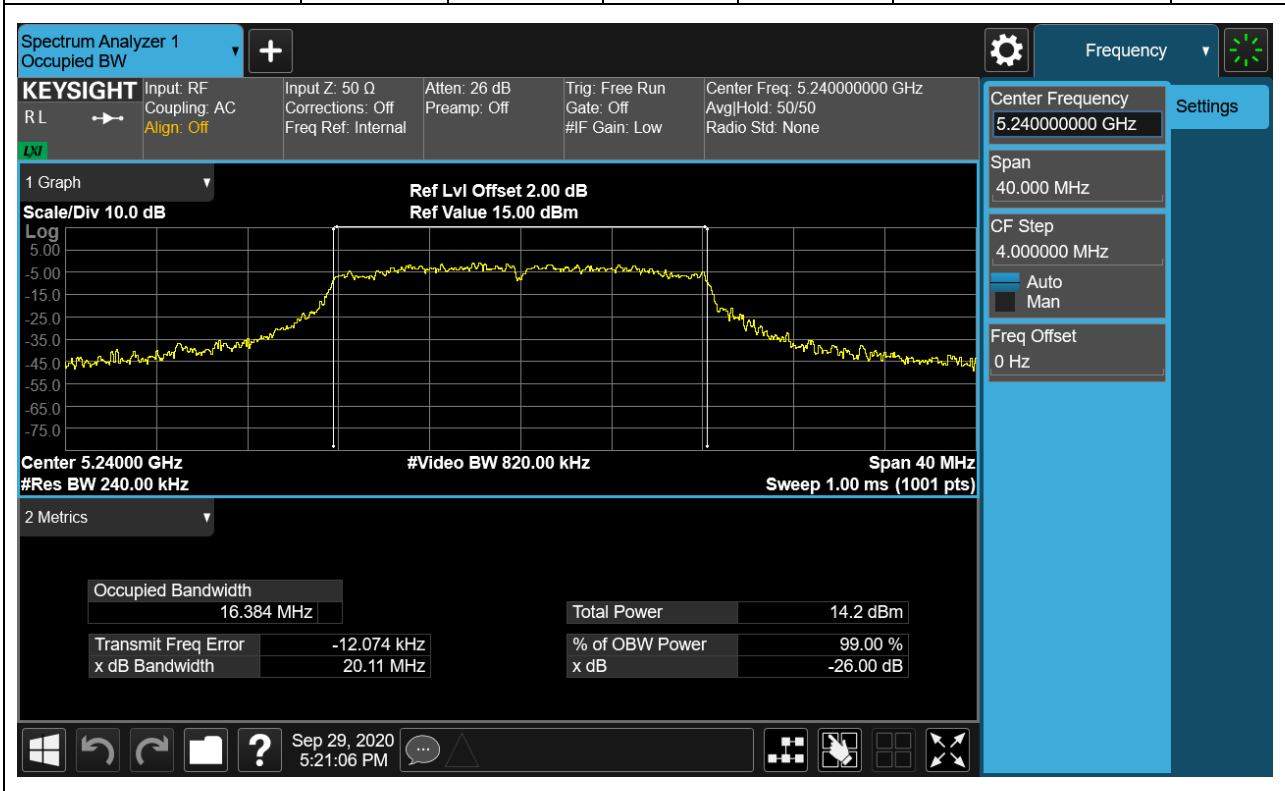 Spectrum Analyzer 1
Occupied BW
Frequency
KEYSIGHT
R L
LXI
Input: RF
Coupling: AC
Align: Off
Input Z: 50 Ω
Corrections: Off
Freq Ref: Internal
Atten: 26 dB
Preamp: Off
Trig: Free Run
Gate: Off
#IF Gain: Low
Center Freq: 5.240000000 GHz
Avg|Hold: 50/50
Radio Std: None
Center Frequency
5.240000000 GHz
Settings
Span
40.000 MHz
CF Step
4.000000 MHz
Auto
Man
Freq Offset
0 Hz
1 Graph
Scale/Div 10.0 dB
Ref Lvl Offset 2.00 dB
Ref Value 15.00 dBm
Log
5.00
-5.00
-15.0
-25.0
-35.0
-45.0
-55.0
-65.0
-75.0
Center 5.24000 GHz
#Video BW 820.00 kHz
Span 40 MHz
#Res BW 240.00 kHz
Sweep 1.00 ms (1001 pts)
2 Metrics
Occupied Bandwidth
16.384 MHz
Total Power 14.2 dBm
Transmit Freq Error -12.074 kHz
% of OBW Power 99.00 %
x dB Bandwidth 20.11 MHz
x dB -26.00 dB
?
Sep 29, 2020
5:21:06 PM